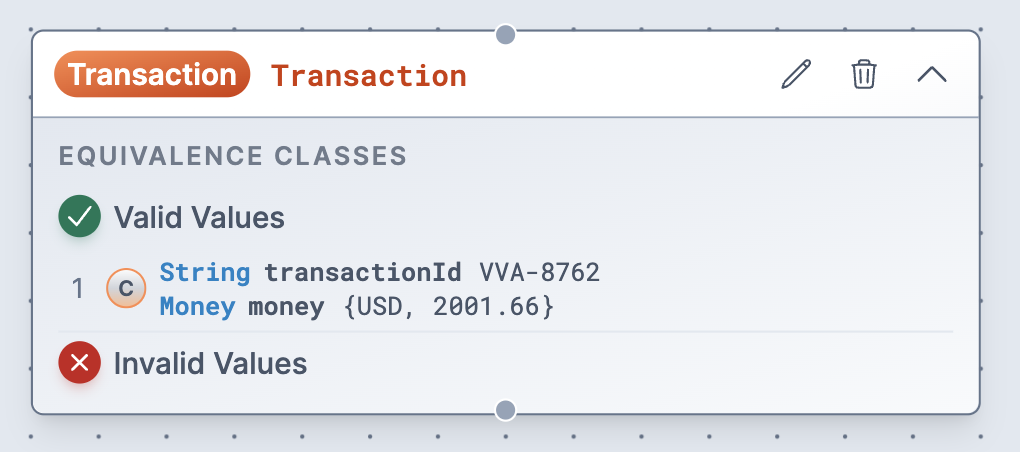 Transaction Transaction
EQUIVALENCE CLASSES
Valid Values
1 C String transactionId VVA-8762
Money money {USD, 2001.66}
Invalid Values